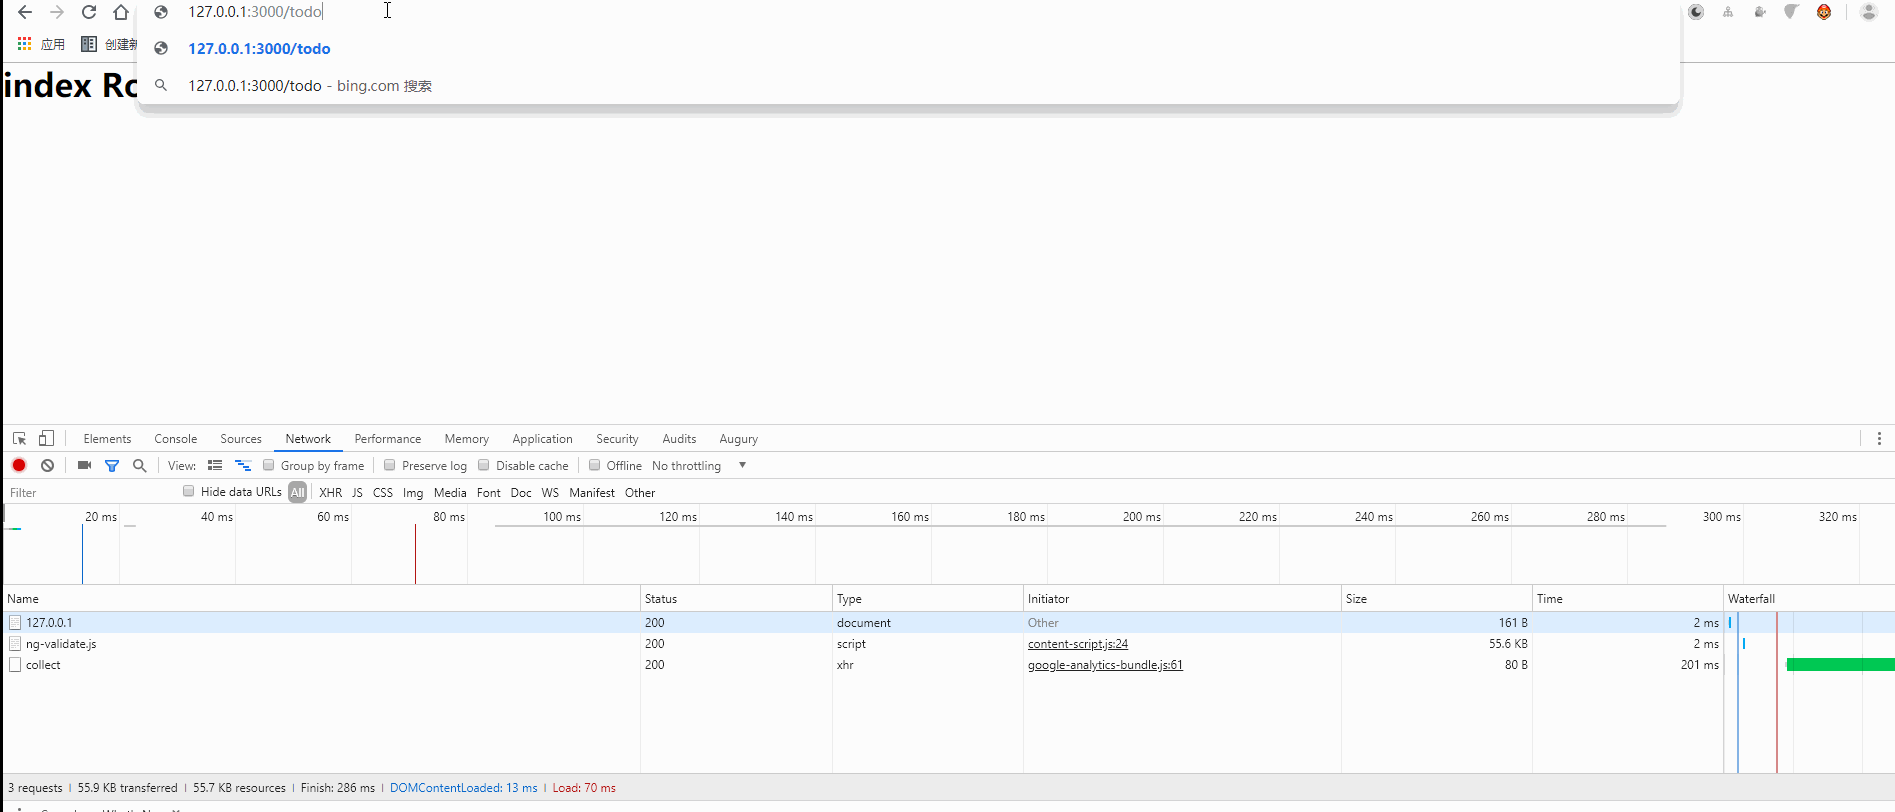 127.0.0.1:3000/todo
应用 创建新
127.0.0.1:3000/todo
127.0.0.1:3000/todo - bing.com 搜索
index Ro
Elements Console Sources Network Performance Memory Application Security Audits Augury
View: Group by frame Preserve log Disable cache Offline No throttling
Filter Hide data URLs All XHR JS CSS Img Media Font Doc WS Manifest Other
20 ms 40 ms 60 ms 80 ms 100 ms 120 ms 140 ms 160 ms 180 ms 200 ms 220 ms 240 ms 260 ms 280 ms 300 ms 320 ms
Name Status Type Initiator Size Time Waterfall
127.0.0.1 200 document Other 161 B 2 ms
ng-validate.js 200 script content-script.js:24 55.6 KB 2 ms
collect 200 xhr google-analytics-bundle.js:61 80 B 201 ms
3 requests 55.9 KB transferred 55.7 KB resources Finish: 286 ms DOMContentLoaded: 13 ms Load: 70 ms